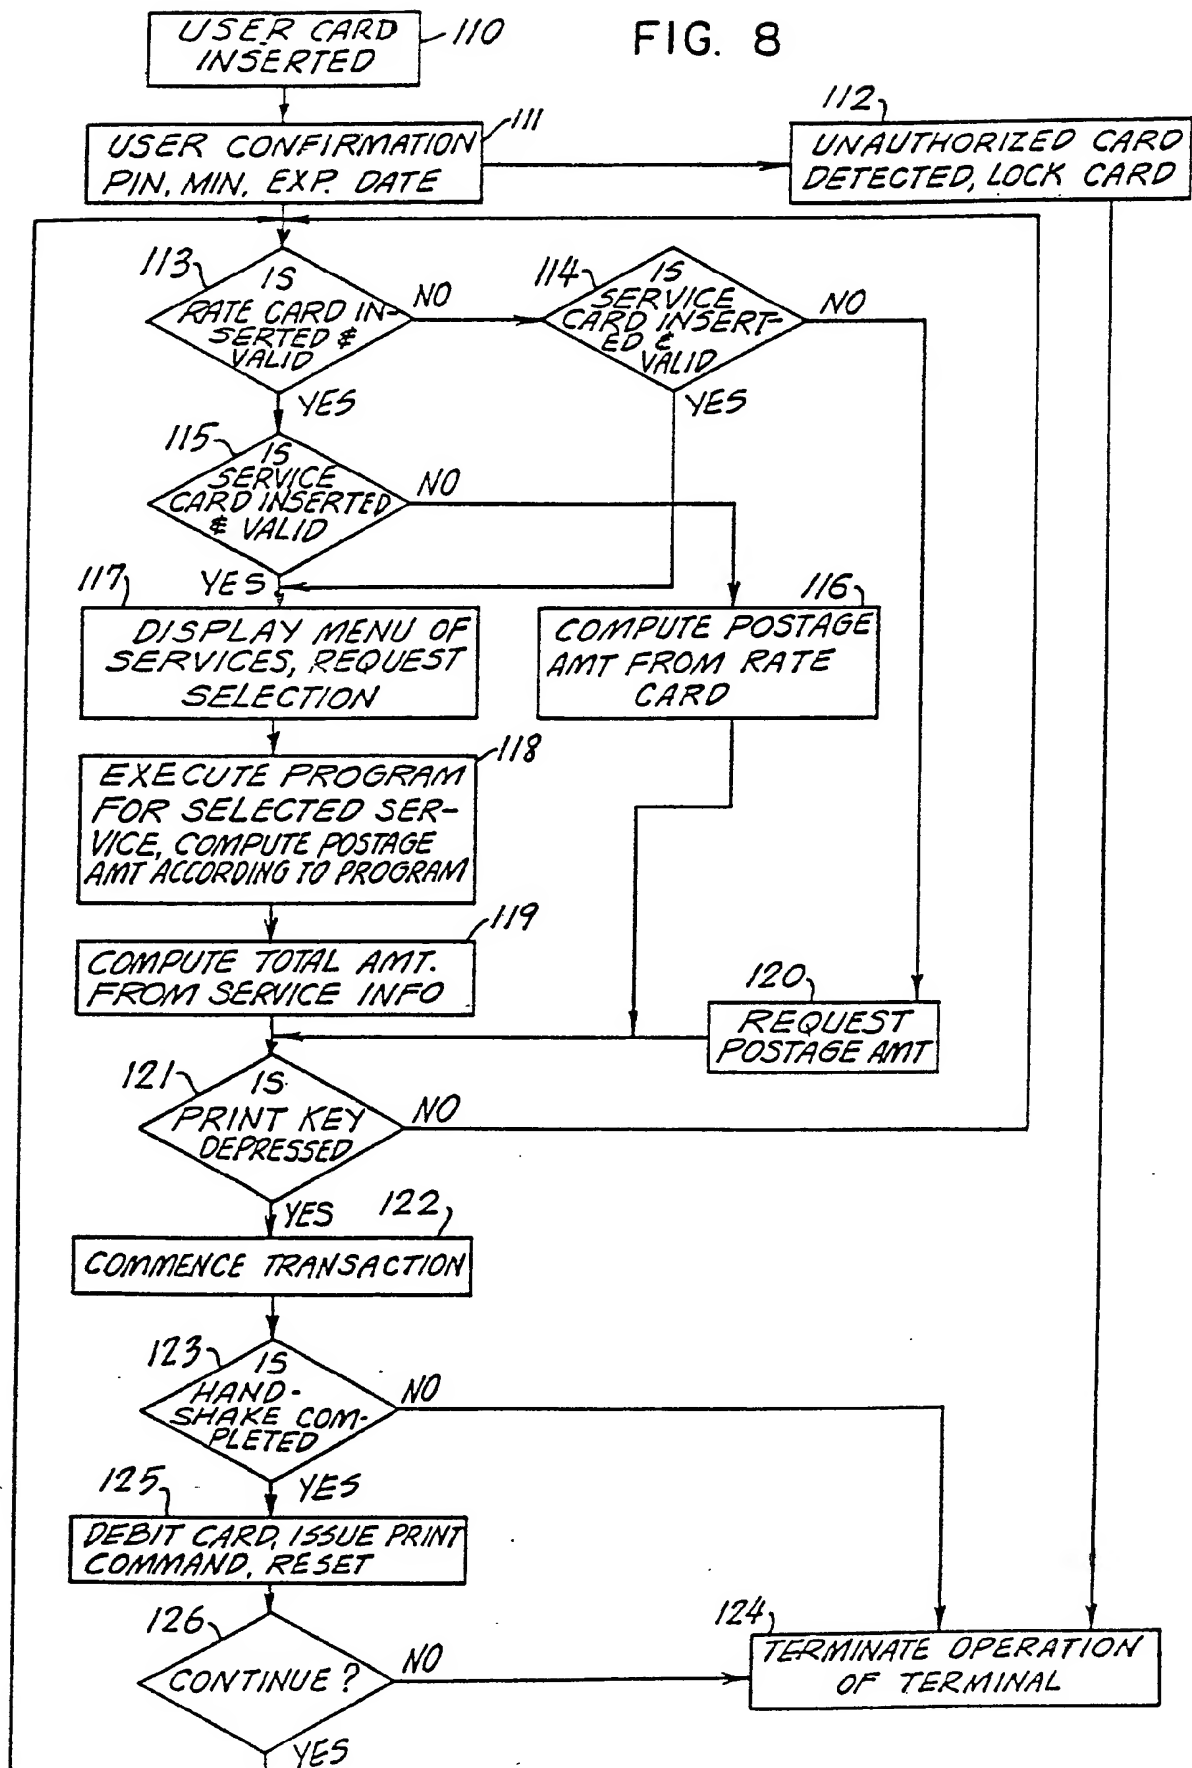 FIG. 8
USER CARD
INSERTED
110
USER CONFIRMATION
PIN, MIN, EXP. DATE
111
112
UNAUTHORIZED CARD
DETECTED, LOCK CARD
113
IS
RATE CARD IN-
SERTED &
VALID
NO
YES
114
IS
SERVICE
CARD INSERT-
ED &
VALID
NO
YES
115
IS
SERVICE
CARD INSERTED
& VALID
NO
YES
116
COMPUTE POSTAGE
AMT FROM RATE
CARD
117
DISPLAY MENU OF
SERVICES, REQUEST
SELECTION
118
EXECUTE PROGRAM
FOR SELECTED SER-
VICE, COMPUTE POSTAGE
AMT ACCORDING TO PROGRAM
119
COMPUTE TOTAL AMT.
FROM SERVICE INFO
120
REQUEST
POSTAGE AMT
121
IS
PRINT KEY
DEPRESSED
NO
YES
122
COMMENCE TRANSACTION
123
IS
HAND-
SHAKE COM-
PLETED
NO
YES
125
DEBIT CARD, ISSUE PRINT
COMMAND, RESET
126
CONTINUE ?
NO
YES
124
TERMINATE OPERATION
OF TERMINAL